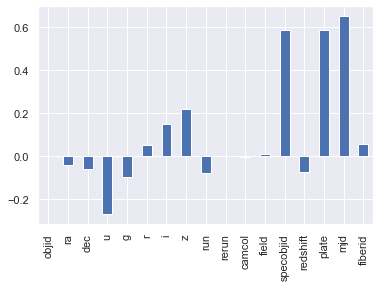 0.6
0.4
0.2
0.0
−0.2
objid
ra
dec
u
g
r
i
z
run
rerun
camcol
field
specobjid
redshift
plate
mjd
fiberid